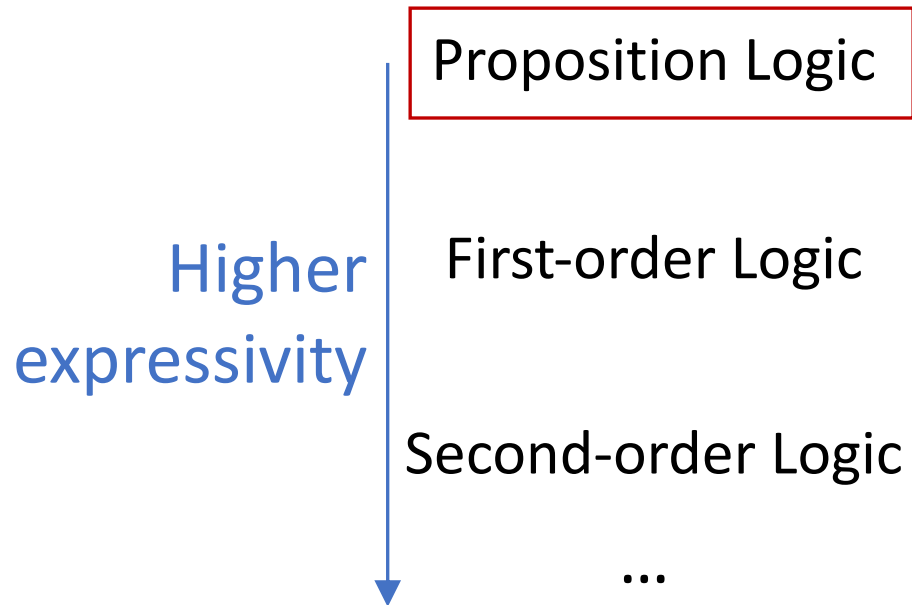 Proposition Logic
Higher
expressivity
First-order Logic
Second-order Logic
...